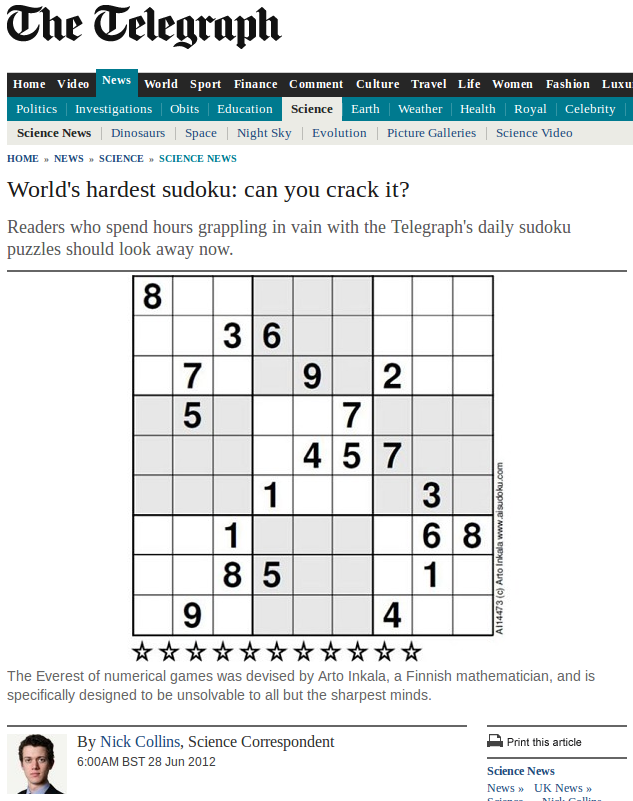 The Telegraph
Home Video News World Sport Finance Comment Culture Travel Life Women Fashion Luxu
Politics Investigations Obits Education Science Earth Weather Health Royal Celebrity
Science News Dinosaurs Space Night Sky Evolution Picture Galleries Science Video
HOME » NEWS » SCIENCE » SCIENCE NEWS
World's hardest sudoku: can you crack it?
Readers who spend hours grappling in vain with the Telegraph's daily sudoku
puzzles should look away now.
8
3 6
7 9 2
5 7
4 5 7
1 3
1 6 8
8 5 1
9 4
AI14473 (c) Arto Inkala www.aisudoku.com
The Everest of numerical games was devised by Arto Inkala, a Finnish mathematician, and is
specifically designed to be unsolvable to all but the sharpest minds.
By Nick Collins, Science Correspondent
6:00AM BST 28 Jun 2012
Print this article
Science News
News » UK News »
Science » Nick Collins